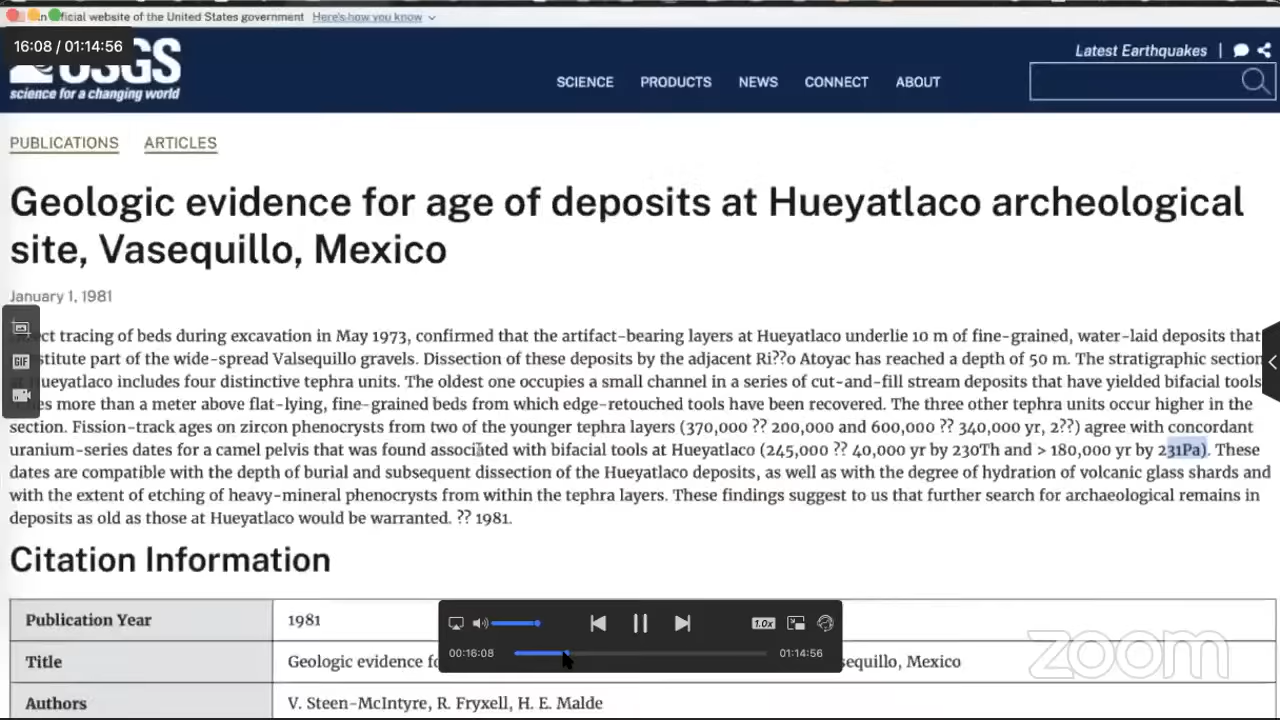 official website of the United States government Here's how you know
16:08 / 01:14:56
USGS
science for a changing world
Latest Earthquakes |
SCIENCE PRODUCTS NEWS CONNECT ABOUT
PUBLICATIONS ARTICLES
Geologic evidence for age of deposits at Hueyatlaco archeological
site, Vasequillo, Mexico
January 1, 1981
tracing of beds during excavation in May 1973, confirmed that the artifact-bearing layers at Hueyatlaco underlie 10 m of fine-grained, water-laid deposits that
part of the wide-spread Valsequillo gravels. Dissection of these deposits by the adjacent Ri??o Atoyac has reached a depth of 50 m. The stratigraphic section
Hueyatlaco includes four distinctive tephra units. The oldest one occupies a small channel in a series of cut-and-fill stream deposits that have yielded bifacial tools
more than a meter above flat-lying, fine-grained beds from which edge-retouched tools have been recovered. The three other tephra units occur higher in the
section. Fission-track ages on zircon phenocrysts from two of the younger tephra layers (370,000 ?? 200,000 and 600,000 ?? 340,000 yr, 2??) agree with concordant
uranium-series dates for a camel pelvis that was found associated with bifacial tools at Hueyatlaco (245,000 ?? 40,000 yr by 230Th and > 180,000 yr by 231Pa). These
dates are compatible with the depth of burial and subsequent dissection of the Hueyatlaco deposits, as well as with the degree of hydration of volcanic glass shards and
with the extent of etching of heavy-mineral phenocrysts from within the tephra layers. These findings suggest to us that further search for archaeological remains in
deposits as old as those at Hueyatlaco would be warranted. ?? 1981.
Citation Information
Publication Year 1981
Title Geologic evidence sequillo, Mexico
Authors V. Steen-McIntyre, R. Fryxell, H. E. Malde
GIF
1.0x
00:16:08 01:14:56
zoom